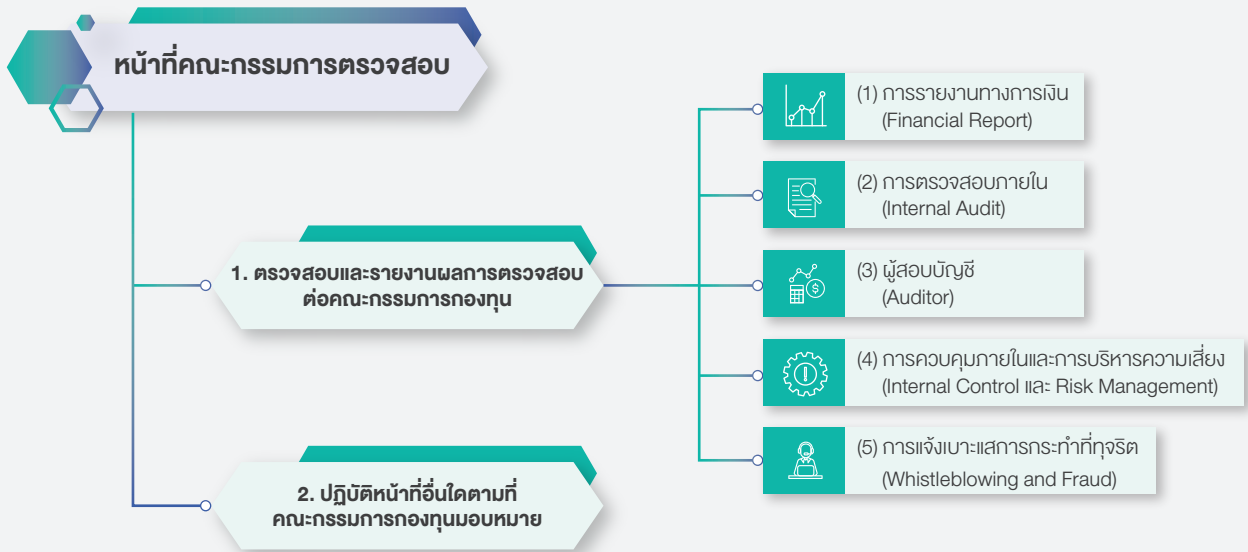 หน้าที่คณะกรรมการตรวจสอบ
1. ตรวจสอบและรายงานผลการตรวจสอบ
ต่อคณะกรรมการกองทุน
(1) การรายงานทางการเงิน
(Financial Report)
(2) การตรวจสอบภายใน
(Internal Audit)
(3) ผู้สอบบัญชี
(Auditor)
(4) การควบคุมภายในและการบริหารความเสี่ยง
(Internal Control และ Risk Management)
(5) การแจ้งเบาะแสการกระทำที่ทุจริต
(Whistleblowing and Fraud)
2. ปฏิบัติหน้าที่อื่นใดตามที่
คณะกรรมการกองทุนมอบหมาย